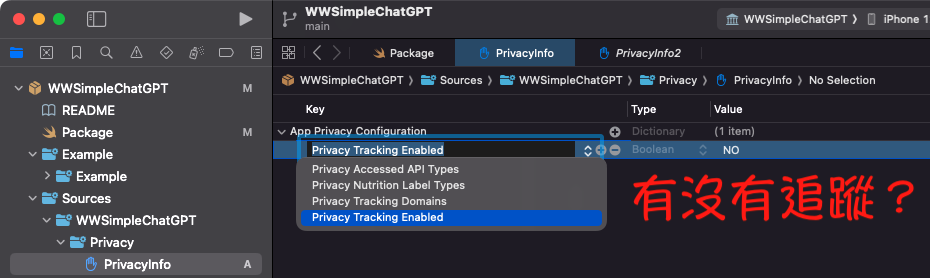 WWSimpleChatGPT
main
WWSimpleChatGPT
iPhone 1
Package
PrivacyInfo
PrivacyInfo2
WWSimpleChatGPT
M
WWSimpleChatGPT
Sources
WWSimpleChatGPT
Privacy
PrivacyInfo
No Selection
README
Package
M
Example
Example
Sources
WWSimpleChatGPT
Privacy
PrivacyInfo
A
Key
Type
Value
App Privacy Configuration
Dictionary
(1 item)
Privacy Tracking Enabled
Boolean
NO
Privacy Accessed API Types
Privacy Nutrition Label Types
Privacy Tracking Domains
Privacy Tracking Enabled
有沒有追蹤？